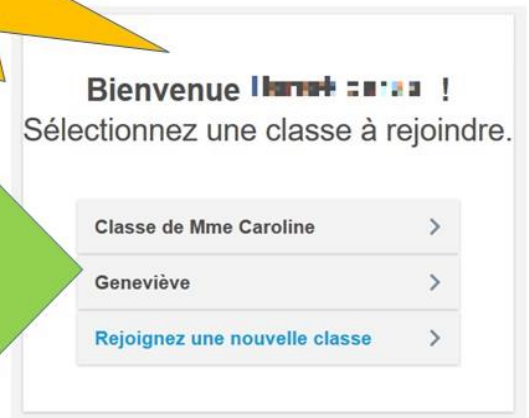 Bienvenue !
Sélectionnez une classe à rejoindre.
Classe de Mme Caroline
Geneviève
Rejoignez une nouvelle classe